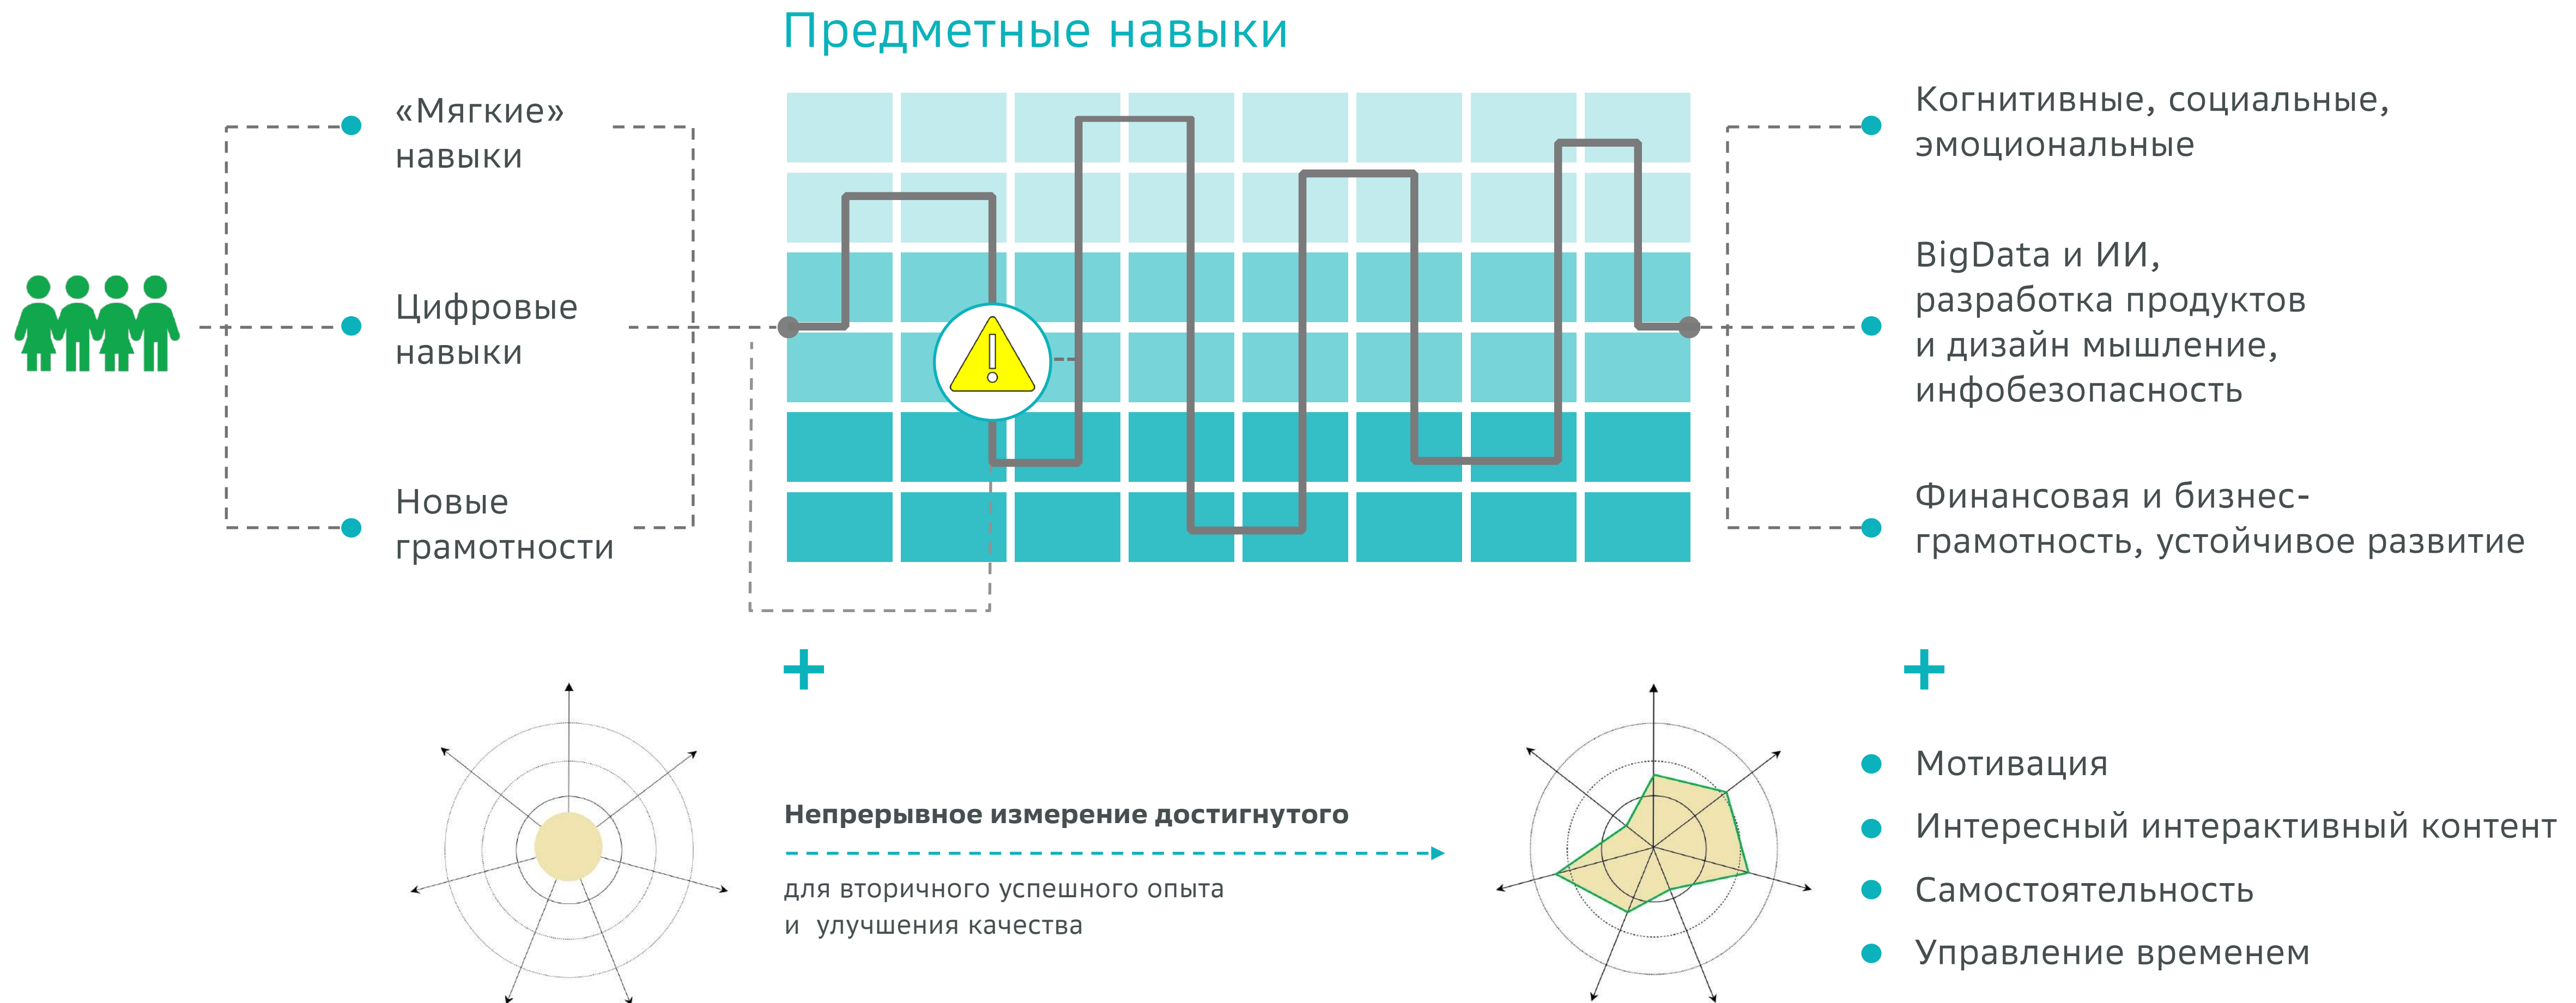 Предметные навыки
«Мягкие»
навыки
Цифровые
навыки
Новые
грамотности
Когнитивные, социальные,
эмоциональные
BigData и ИИ,
разработка продуктов
и дизайн мышление,
инфобезопасность
Финансовая и бизнес-
грамотность, устойчивое развитие
+
+
Непрерывное измерение достигнутого
для вторичного успешного опыта
и улучшения качества
Мотивация
Интересный интерактивный контент
Самостоятельность
Управление временем